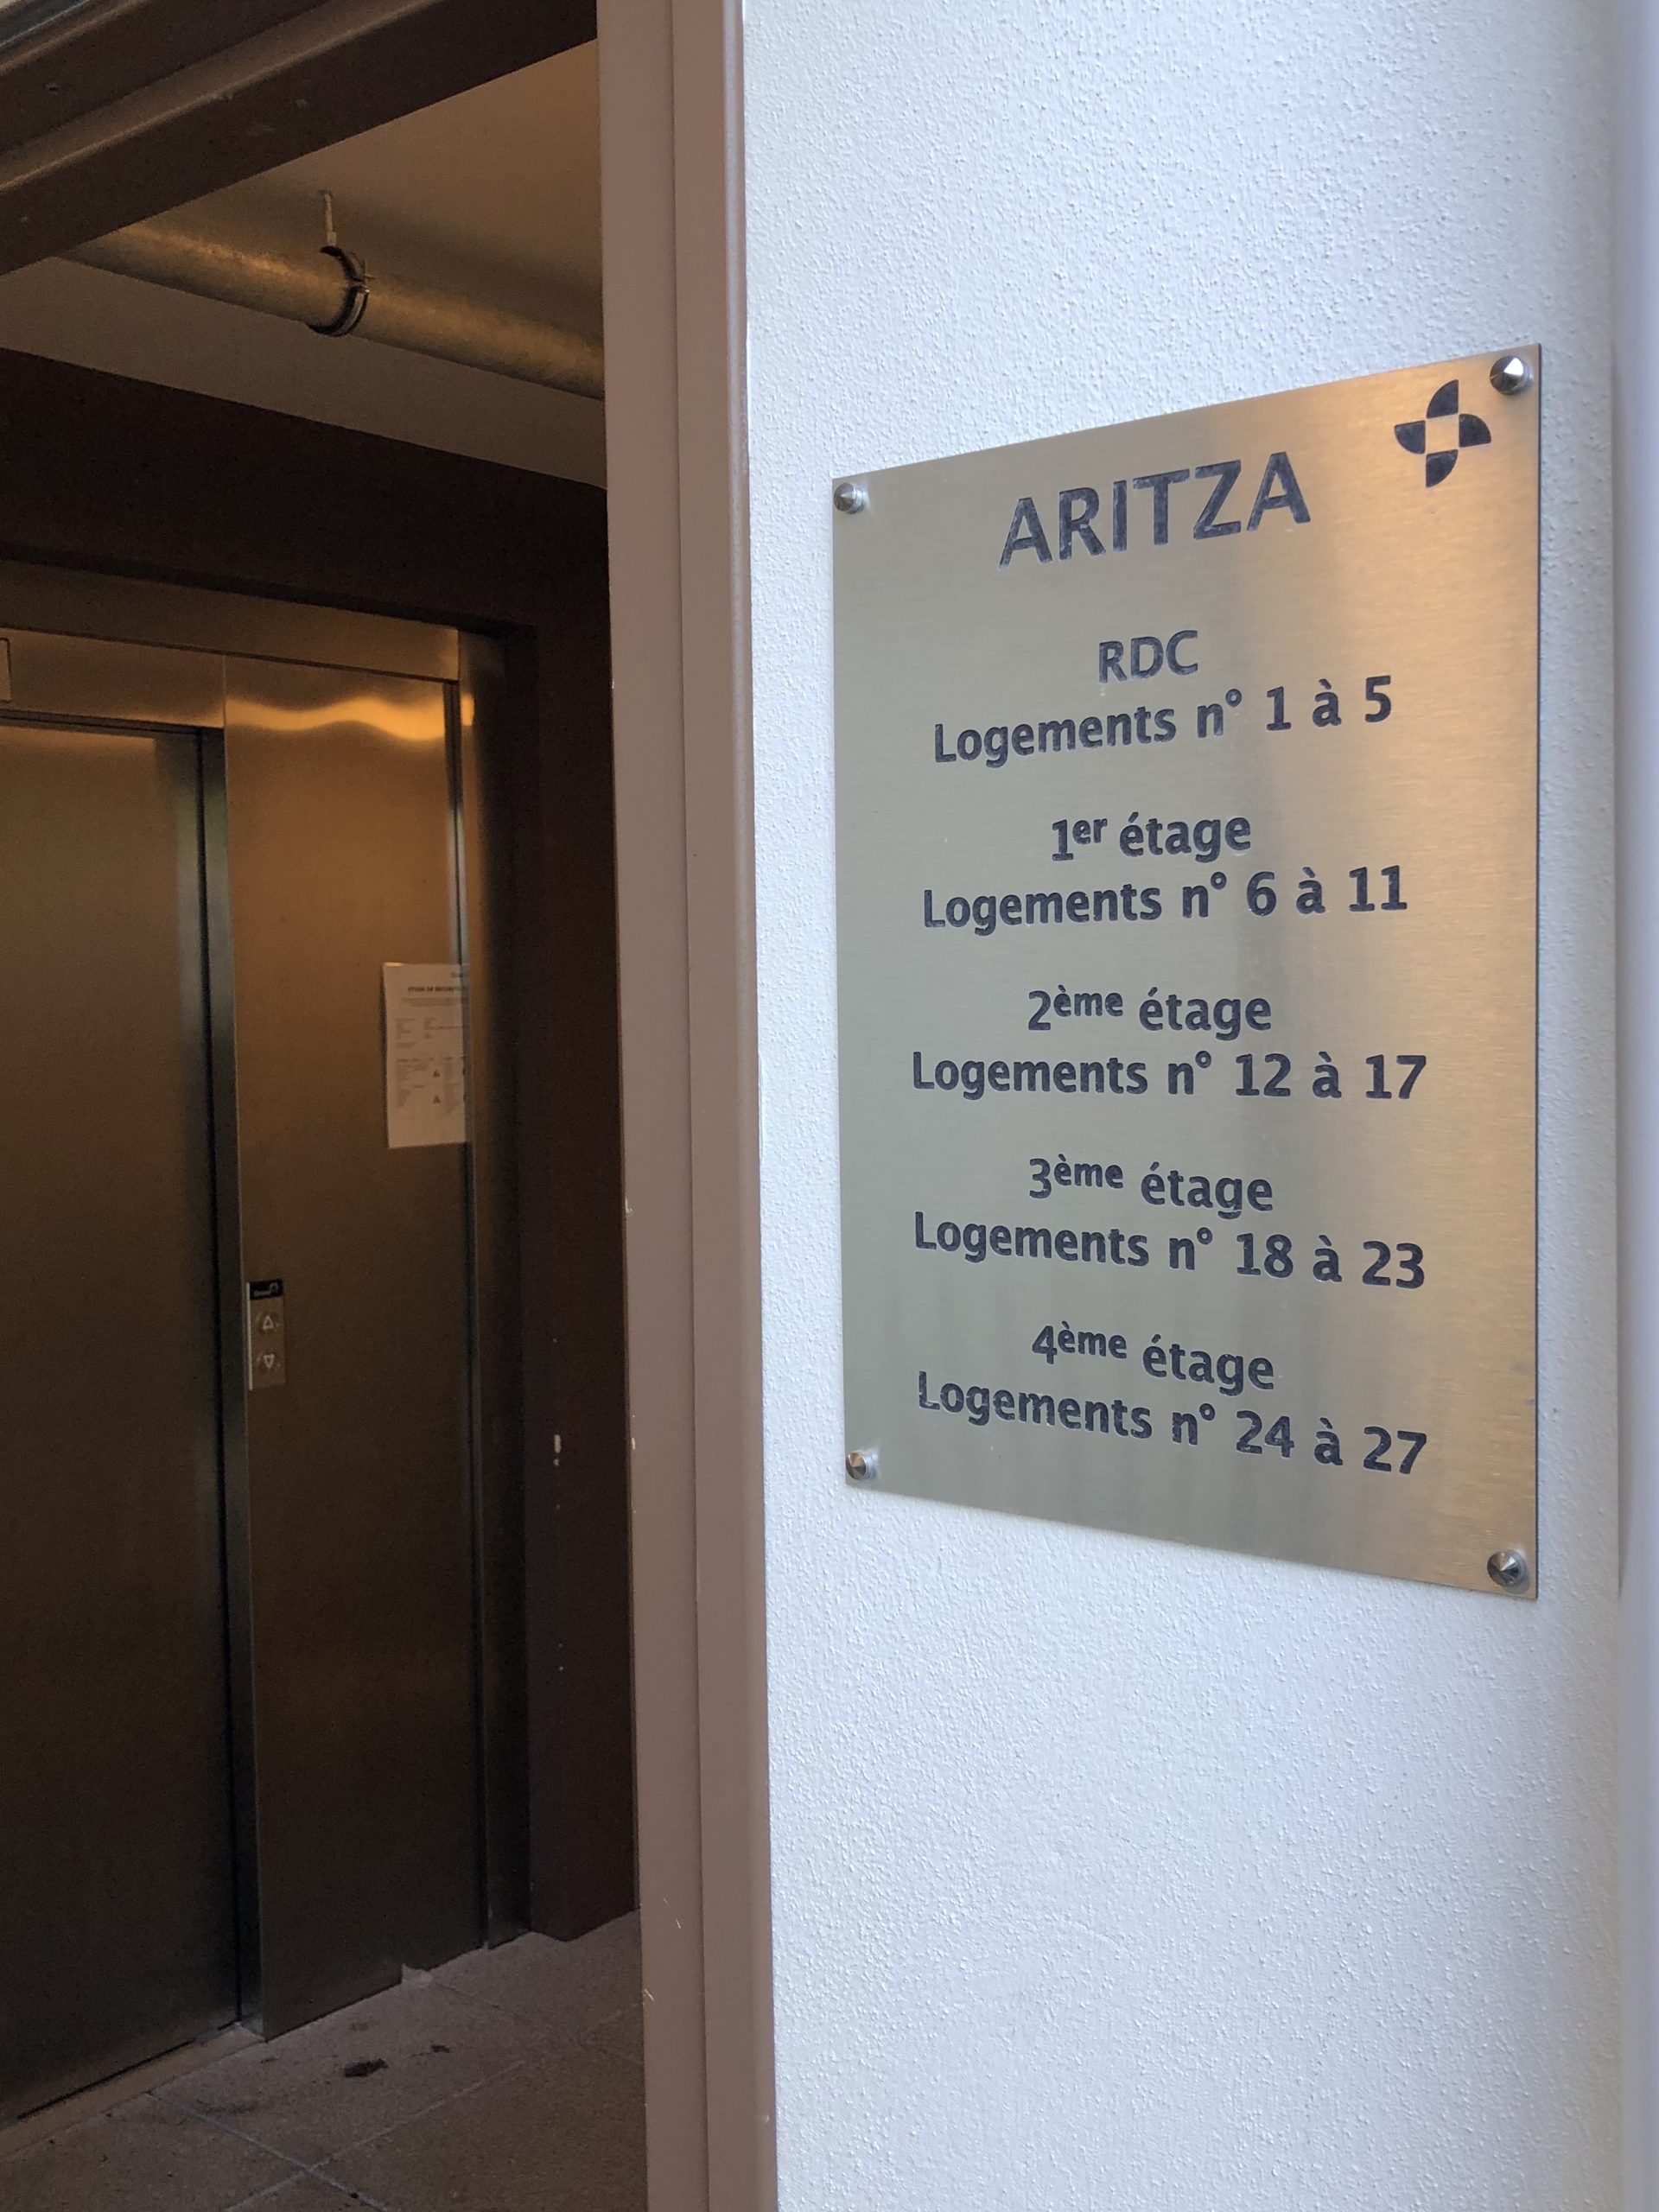 ARITZA
RDC
Logements n° 1 à 5
1er étage
Logements n° 6 à 11
2ème étage
Logements n° 12 à 17
3ème étage
Logements n° 18 à 23
4ème étage
Logements n° 24 à 27